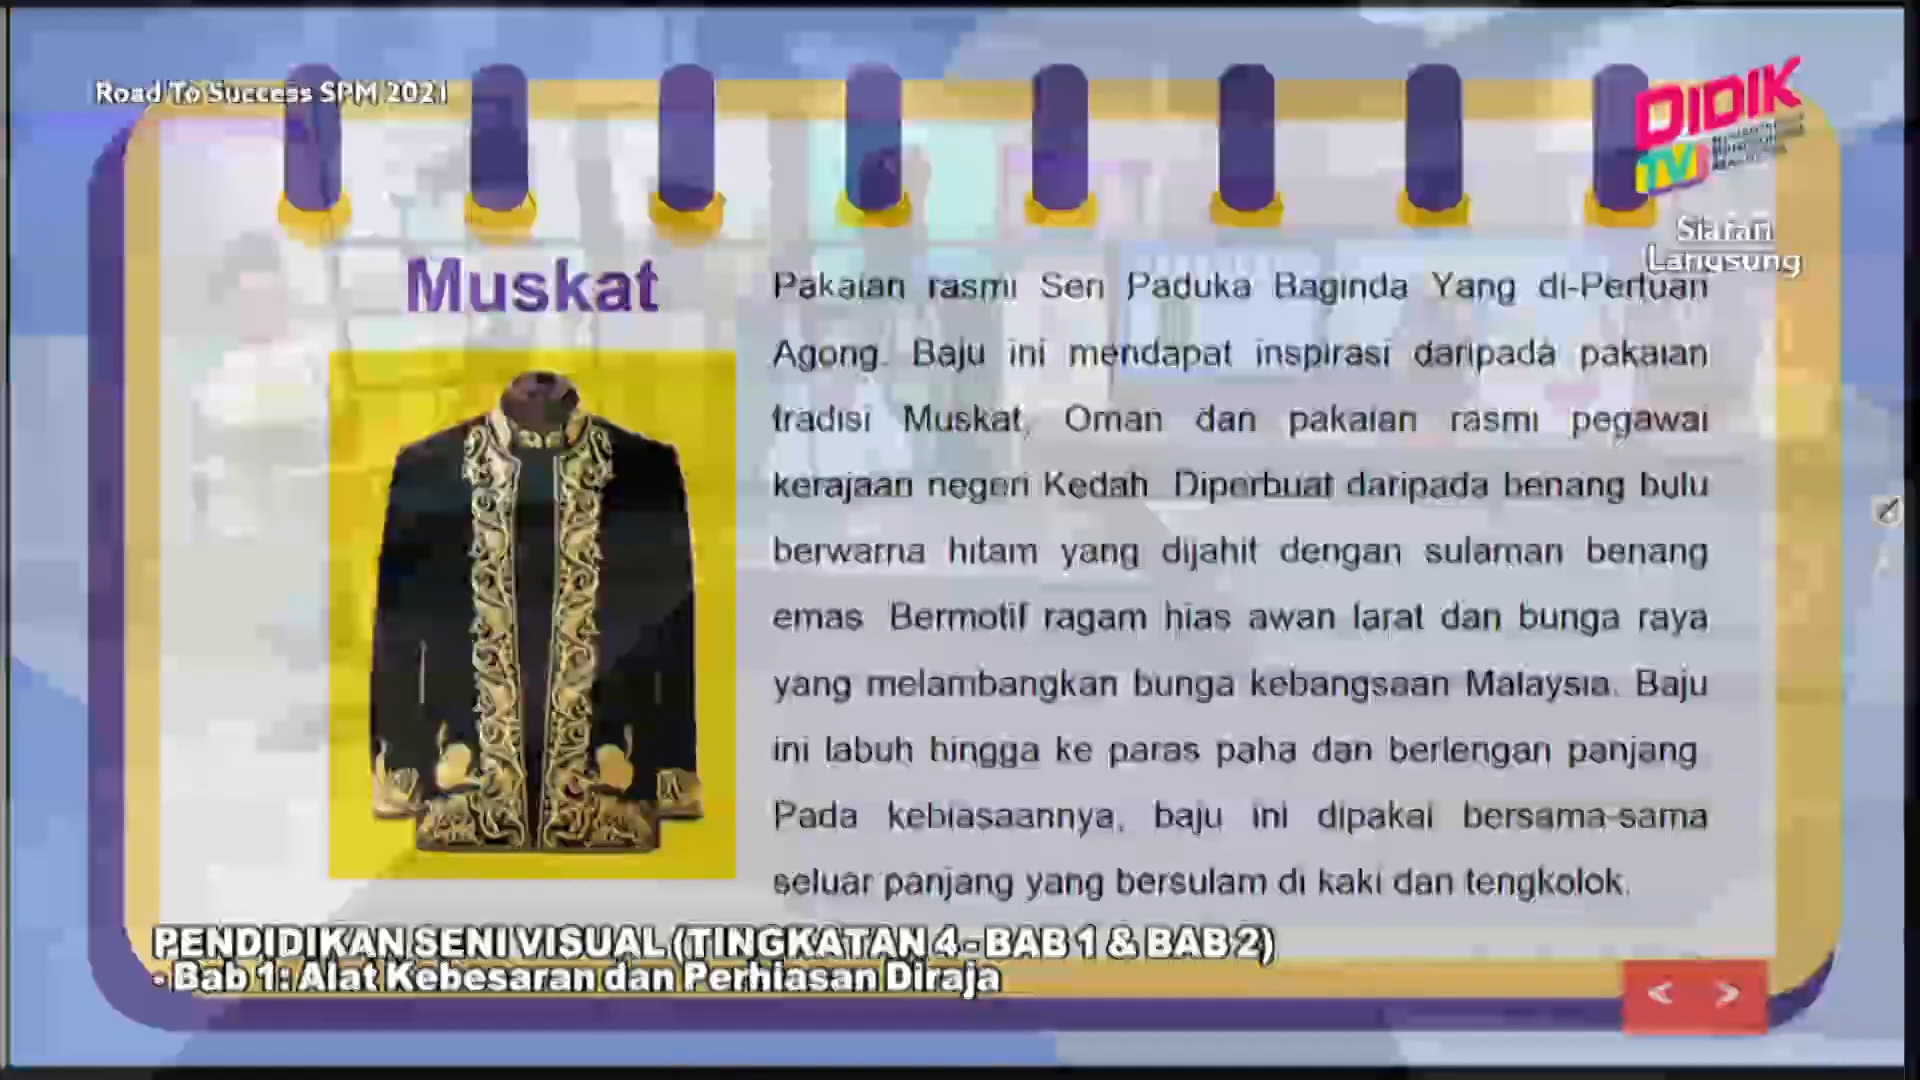 Road To Success SPM 2021
DIDIK
TV
Siaran
Langsung
Muskat
Pakaian rasmi Seri Paduka Baginda Yang di-Pertuan
Agong. Baju ini mendapat inspirasi daripada pakaian
tradisi Muskat, Oman dan pakaian rasmi pegawai
kerajaan negeri Kedah. Diperbuat daripada benang bulu
berwarna hitam yang dijahit dengan sulaman benang
emas. Bermotif ragam hias awan larat dan bunga raya
yang melambangkan bunga kebangsaan Malaysia. Baju
ini labuh hingga ke paras paha dan berlengan panjang.
Pada kebiasaannya, baju ini dipakai bersama-sama
seluar panjang yang bersulam di kaki dan tengkolok.
PENDIDIKAN SENI VISUAL (TINGKATAN 4 - BAB 1 & BAB 2)
- Bab 1: Alat Kebesaran dan Perhiasan Diraja